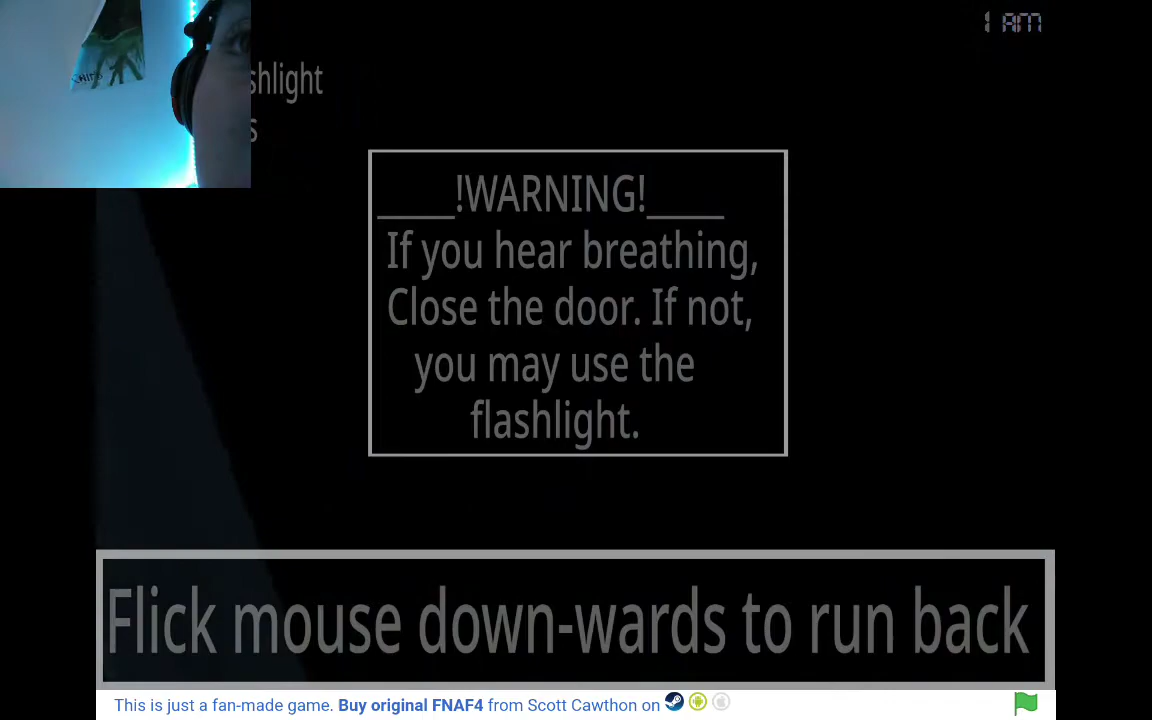 1 AM
shlight
s
____!WARNING!____
If you hear breathing,
Close the door. If not,
you may use the
flashlight.
Flick mouse down-wards to run back
This is just a fan-made game. Buy original FNAF4 from Scott Cawthon on